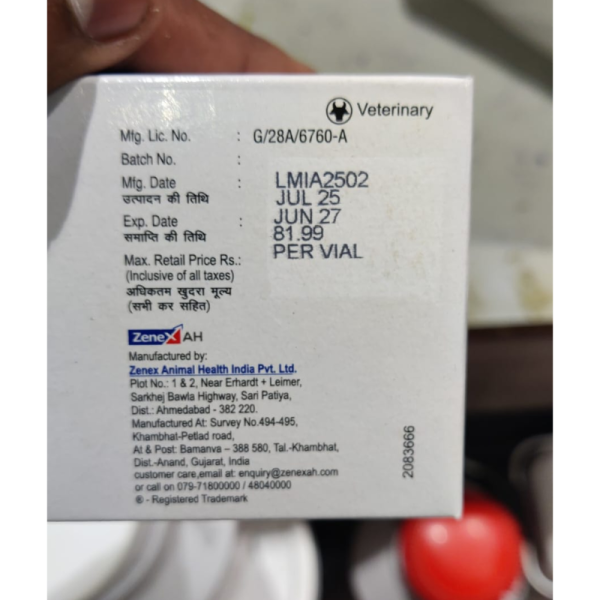 Veterinary
Mfg. Lic. No. : G/28A/6760-A
Batch No. : LMIA2502
Mfg. Date : JUL 25
उत्पादन की तिथि
Exp. Date : JUN 27
समाप्ति की तिथि
81.99
Max. Retail Price Rs.: PER VIAL
(Inclusive of all taxes)
अधिकतम खुदरा मूल्य
(सभी कर सहित)
Zenex AH
Manufactured by:
Zenex Animal Health India Pvt. Ltd.
Plot No.: 1 & 2, Near Erhardt + Leimer,
Sarkhej Bawla Highway, Sari Patiya,
Dist.: Ahmedabad - 382 220.
Manufactured At: Survey No.494-495,
Khambhat-Petlad road,
At & Post: Bamanva – 388 580, Tal.-Khambhat,
Dist.-Anand, Gujarat, India
customer care,email at: enquiry@zenexah.com
or call on 079-71800000 / 48040000
® - Registered Trademark
2083666